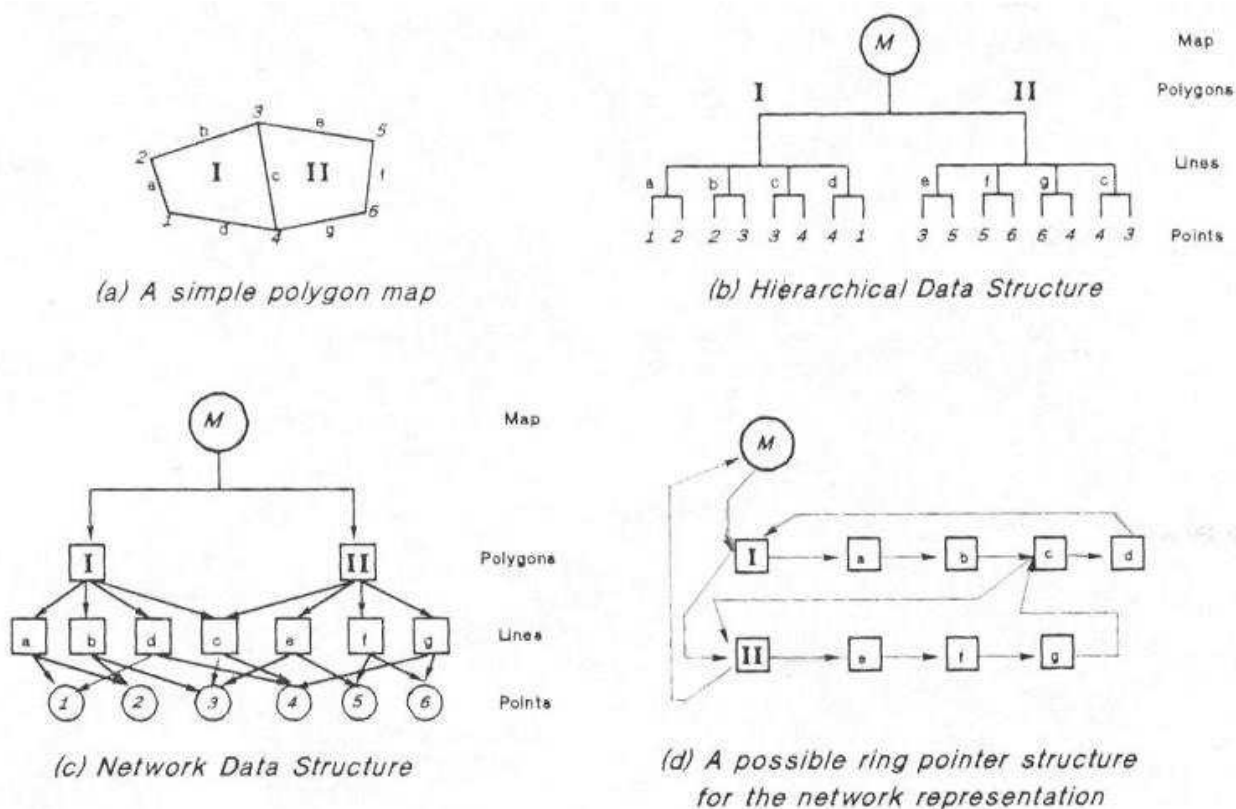 3
b
e
5
2
I
c
II
f
a
1
d
4
g
6
(a) A simple polygon map
M
Map
I
II
Polygons
Lines
a b c d e f g c
1 2 2 3 3 4 4 1 3 5 5 6 6 4 4 3
Points
(b) Hierarchical Data Structure
M
Map
I
II
Polygons
a b d c e f g
Lines
1 2 3 4 5 6
Points
(c) Network Data Structure
M
I a b c d
II e f g
(d) A possible ring pointer structure
for the network representation